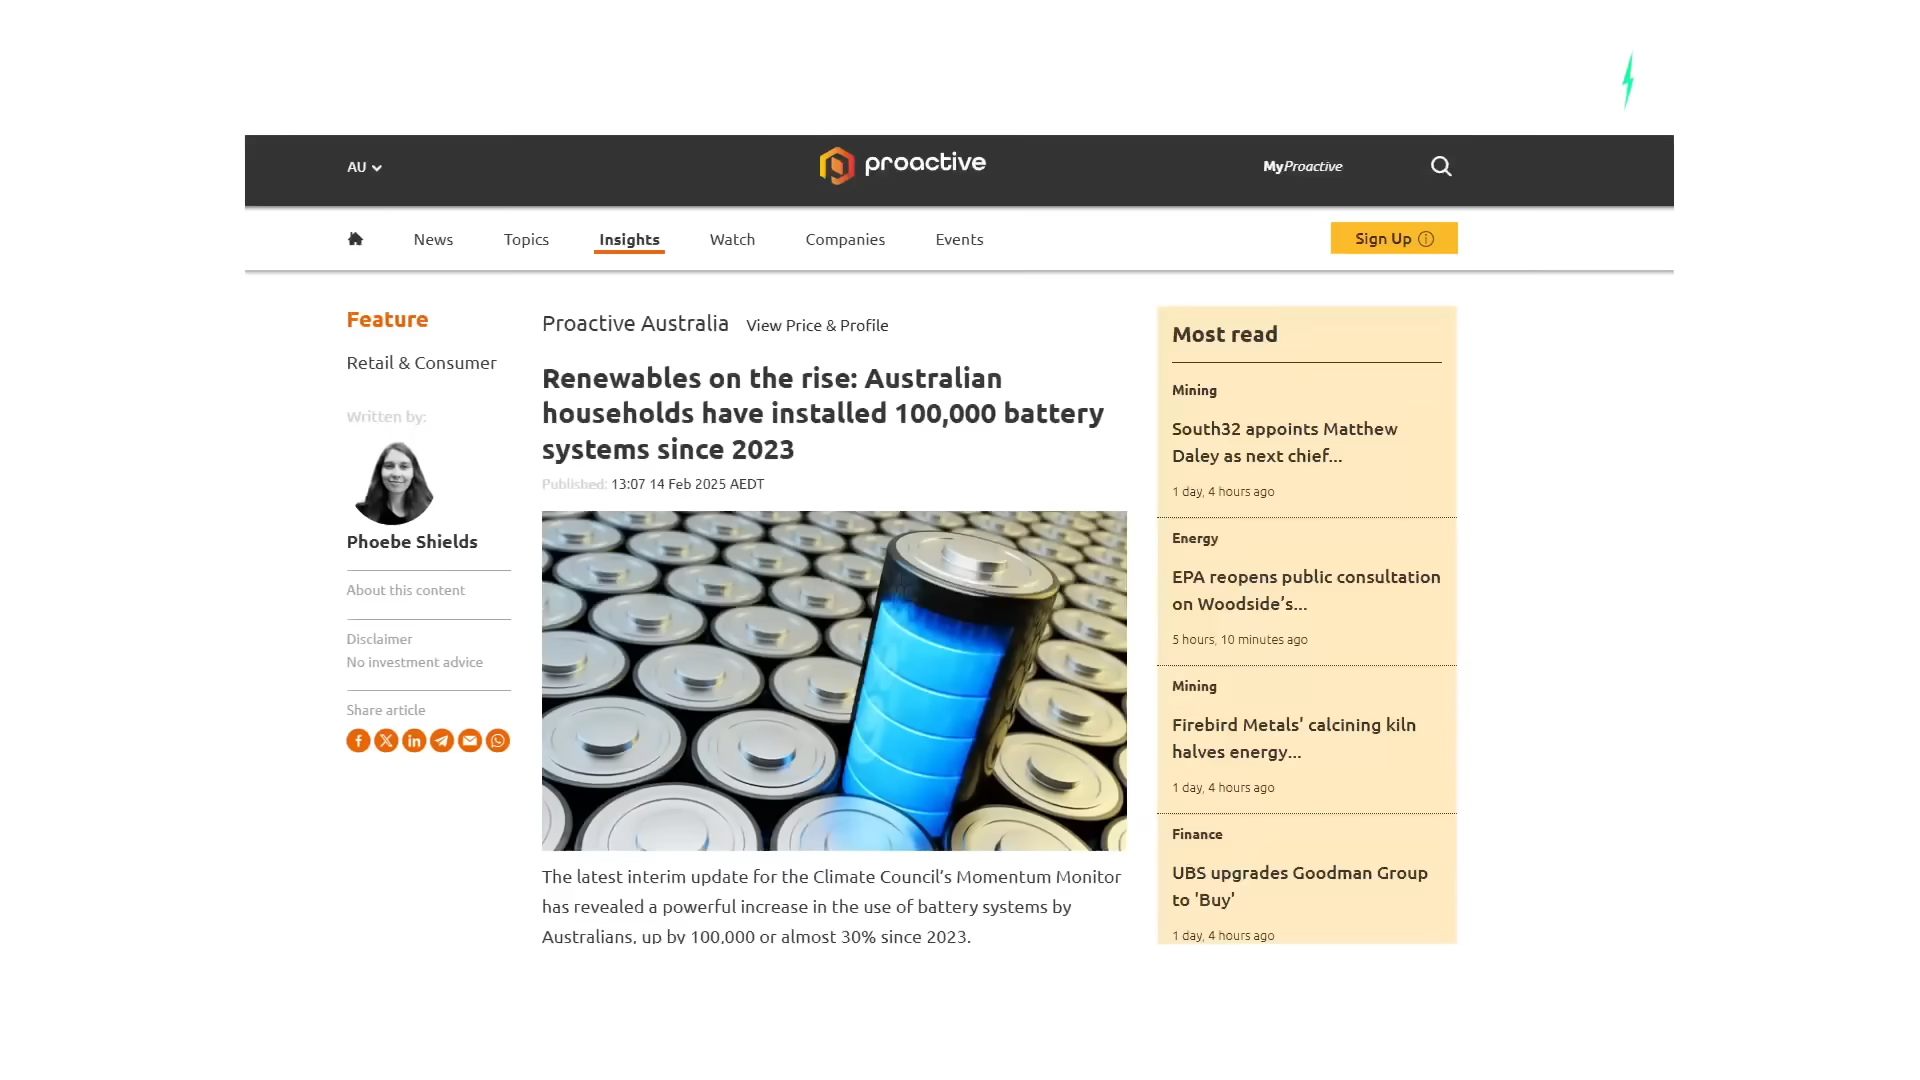 AU
proactive
MyProactive
News
Topics
Insights
Watch
Companies
Events
Sign Up
Feature
Retail & Consumer
Written by:
Phoebe Shields
About this content
Disclaimer
No investment advice
Share article
Proactive Australia View Price & Profile
Renewables on the rise: Australian
households have installed 100,000 battery
systems since 2023
Published: 13:07 14 Feb 2025 AEDT
The latest interim update for the Climate Council’s Momentum Monitor
has revealed a powerful increase in the use of battery systems by
Australians, up by 100,000 or almost 30% since 2023.
Most read
Mining
South32 appoints Matthew
Daley as next chief...
1 day, 4 hours ago
Energy
EPA reopens public consultation
on Woodside’s...
5 hours, 10 minutes ago
Mining
Firebird Metals' calcining kiln
halves energy...
1 day, 4 hours ago
Finance
UBS upgrades Goodman Group
to 'Buy'
1 day, 4 hours ago